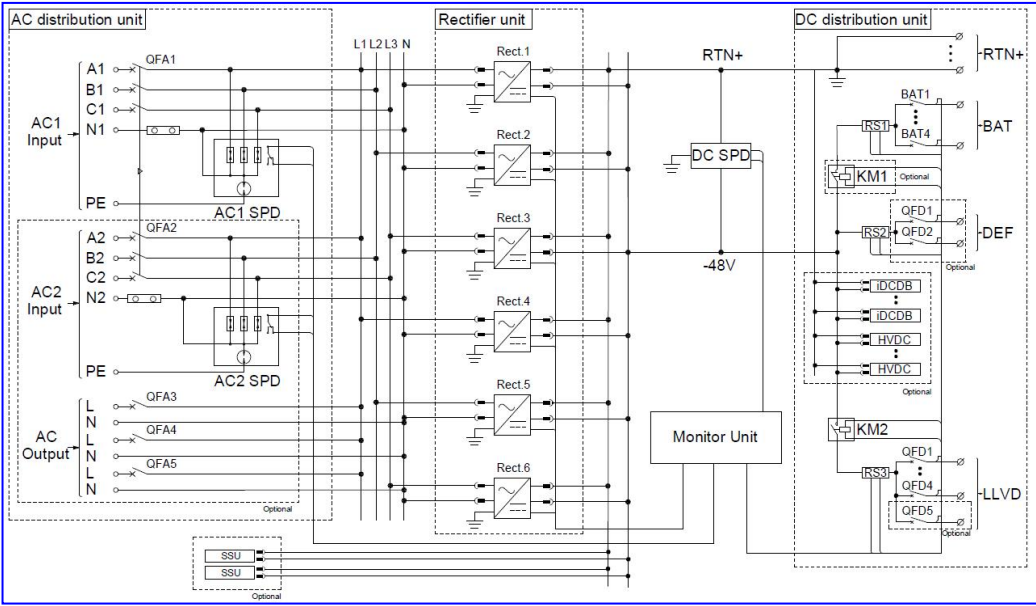 AC distribution unit
Rectifier unit
DC distribution unit
L1 L2 L3 N
A1
QFA1
B1
C1
N1
AC1
Input
PE
AC1 SPD
A2
QFA2
B2
C2
N2
AC2
Input
PE
AC2 SPD
L
QFA3
N
L
QFA4
N
AC
Output
L
QFA5
N
Optional
Rect.1
Rect.2
Rect.3
Rect.4
Rect.5
Rect.6
RTN+
DC SPD
-48V
Monitor Unit
SSU
SSU
Optional
RTN+
BAT1
RS1
BAT4
BAT
KM1
Optional
QFD1
RS2
QFD2
DEF
Optional
iDCDB
iDCDB
HVDC
HVDC
Optional
KM2
QFD1
RS3
QFD4
LLVD
QFD5
Optional